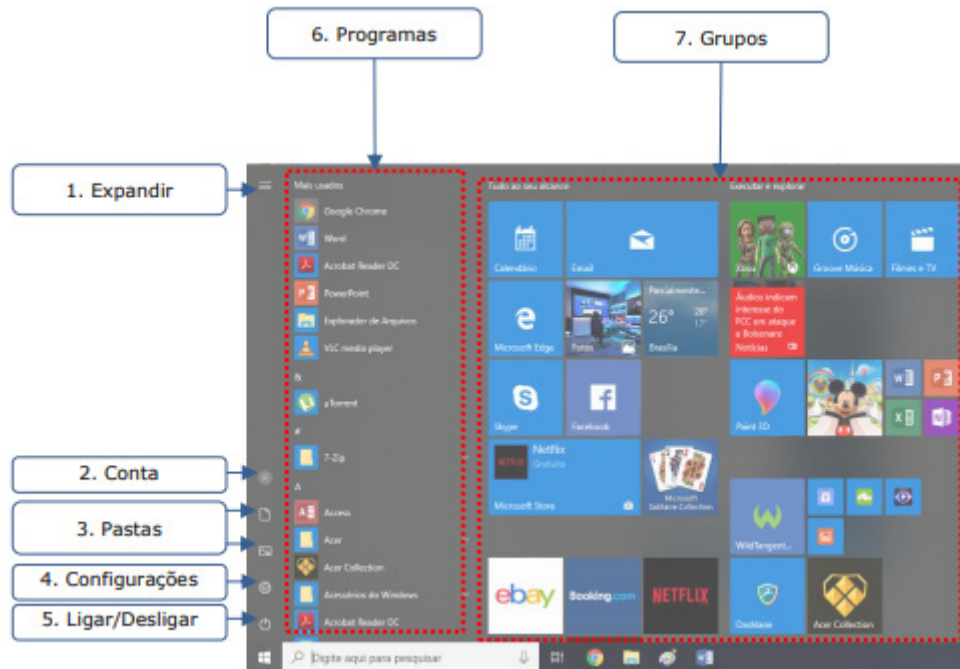 6. Programas
7. Grupos
1. Expandir
2. Conta
3. Pastas
4. Configurações
5. Ligar/Desligar
Mais usados
Google Chrome
Word
Acrobat Reader DC
PowerPoint
Explorador de Arquivos
VLC media player
&
µTorrent
#
7-Zip
A
Access
Acer
Acer Collection
Acessórios do Windows
Acrobat Reader DC
Tudo ao seu alcance
Executar e explorar
Calendário
Email
Xbox
Groove Música
Filmes e TV
Microsoft Edge
Fotos
Parcialmente...
26°
26°
17°
Brasília
Áudios indicam
interesse do
PCC em ataque
a Bolsonaro
Notícias
Skype
Facebook
Paint 3D
Netflix
Gratuito
NETFLIX
Microsoft Store
Microsoft
Solitaire Collection
WildTangent...
ebay
Booking.com
NETFLIX
Dashlane
Acer Collection
Digite aqui para pesquisar